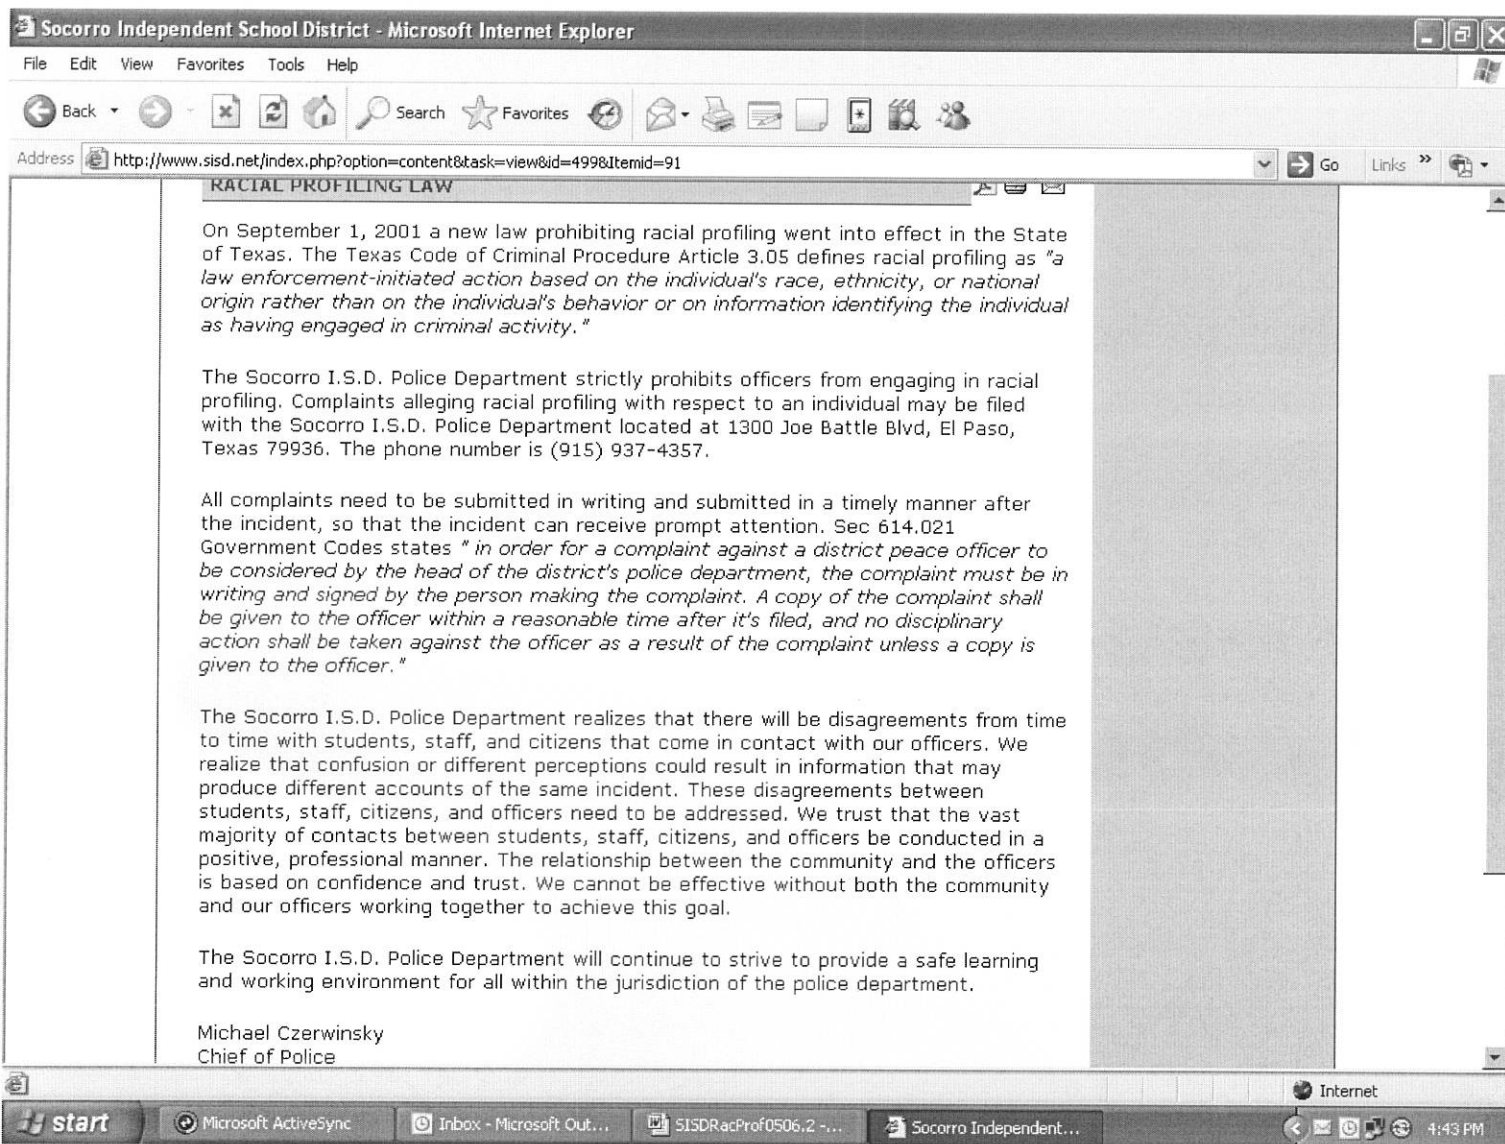 Socorro Independent School District - Microsoft Internet Explorer
File Edit View Favorites Tools Help
Back Search Favorites
Address http://www.sisd.net/index.php?option=content&task=view&id=499&Itemid=91 Go Links »
RACIAL PROFILING LAW
On September 1, 2001 a new law prohibiting racial profiling went into effect in the State
of Texas. The Texas Code of Criminal Procedure Article 3.05 defines racial profiling as "a
law enforcement-initiated action based on the individual's race, ethnicity, or national
origin rather than on the individual's behavior or on information identifying the individual
as having engaged in criminal activity."
The Socorro I.S.D. Police Department strictly prohibits officers from engaging in racial
profiling. Complaints alleging racial profiling with respect to an individual may be filed
with the Socorro I.S.D. Police Department located at 1300 Joe Battle Blvd, El Paso,
Texas 79936. The phone number is (915) 937-4357.
All complaints need to be submitted in writing and submitted in a timely manner after
the incident, so that the incident can receive prompt attention. Sec 614.021
Government Codes states " in order for a complaint against a district peace officer to
be considered by the head of the district's police department, the complaint must be in
writing and signed by the person making the complaint. A copy of the complaint shall
be given to the officer within a reasonable time after it's filed, and no disciplinary
action shall be taken against the officer as a result of the complaint unless a copy is
given to the officer."
The Socorro I.S.D. Police Department realizes that there will be disagreements from time
to time with students, staff, and citizens that come in contact with our officers. We
realize that confusion or different perceptions could result in information that may
produce different accounts of the same incident. These disagreements between
students, staff, citizens, and officers need to be addressed. We trust that the vast
majority of contacts between students, staff, citizens, and officers be conducted in a
positive, professional manner. The relationship between the community and the officers
is based on confidence and trust. We cannot be effective without both the community
and our officers working together to achieve this goal.
The Socorro I.S.D. Police Department will continue to strive to provide a safe learning
and working environment for all within the jurisdiction of the police department.
Michael Czerwinsky
Chief of Police
Internet
start Microsoft ActiveSync Inbox - Microsoft Out... SISDRacProf0506.2 -... Socorro Independent... 4:43 PM